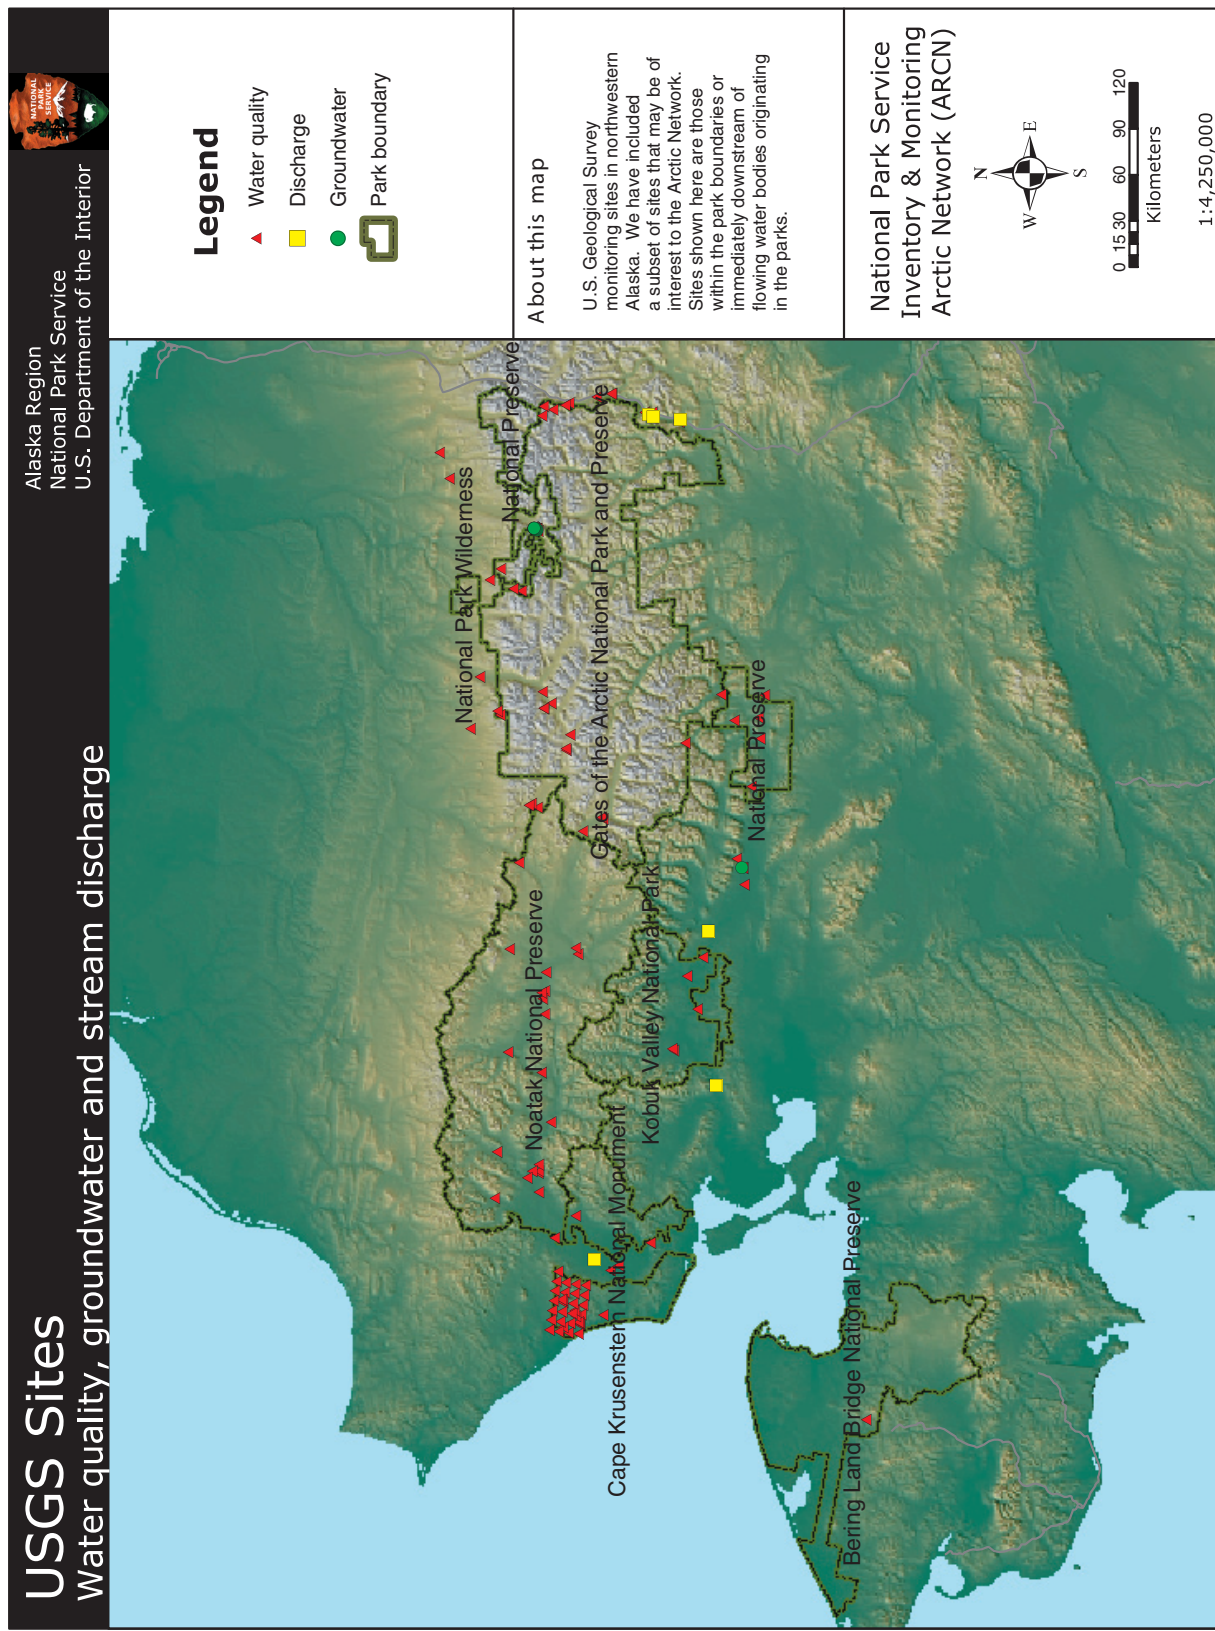 USGS Sites
Water quality, groundwater and stream discharge
Alaska Region
National Park Service
U.S. Department of the Interior
NATIONAL
PARK
SERVICE
National Park Wilderness
National Preserve
Noatak National Preserve
Gates of the Arctic National Park and Preserve
Cape Krusenstern National Monument
Kobuk Valley National Park
National Preserve
Bering Land Bridge National Preserve
Legend
Water quality
Discharge
Groundwater
Park boundary
About this map
U.S. Geological Survey
monitoring sites in northwestern
Alaska. We have included
a subset of sites that may be of
interest to the Arctic Network.
Sites shown here are those
within the park boundaries or
immediately downstream of
flowing water bodies originating
in the parks.
National Park Service
Inventory & Monitoring
Arctic Network (ARCN)
N
W E
S
0 15 30 60 90 120
Kilometers
1:4,250,000